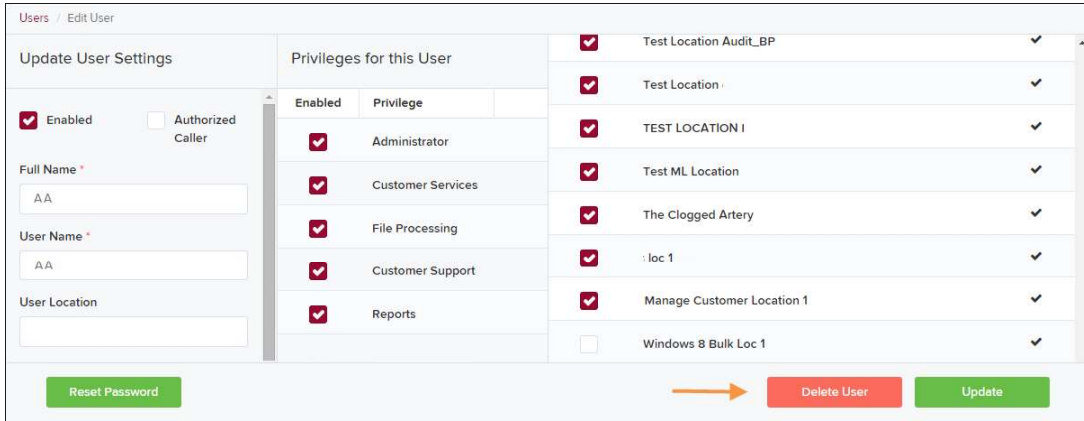 Users / Edit User
Update User Settings
Enabled
Authorized
Caller
Full Name *
AA
User Name *
AA
User Location
Reset Password
Privileges for this User
Enabled Privilege
Administrator
Customer Services
File Processing
Customer Support
Reports
Test Location Audit_BP
Test Location
TEST LOCATION I
Test ML Location
The Clogged Artery
loc 1
Manage Customer Location 1
Windows 8 Bulk Loc 1
Delete User
Update